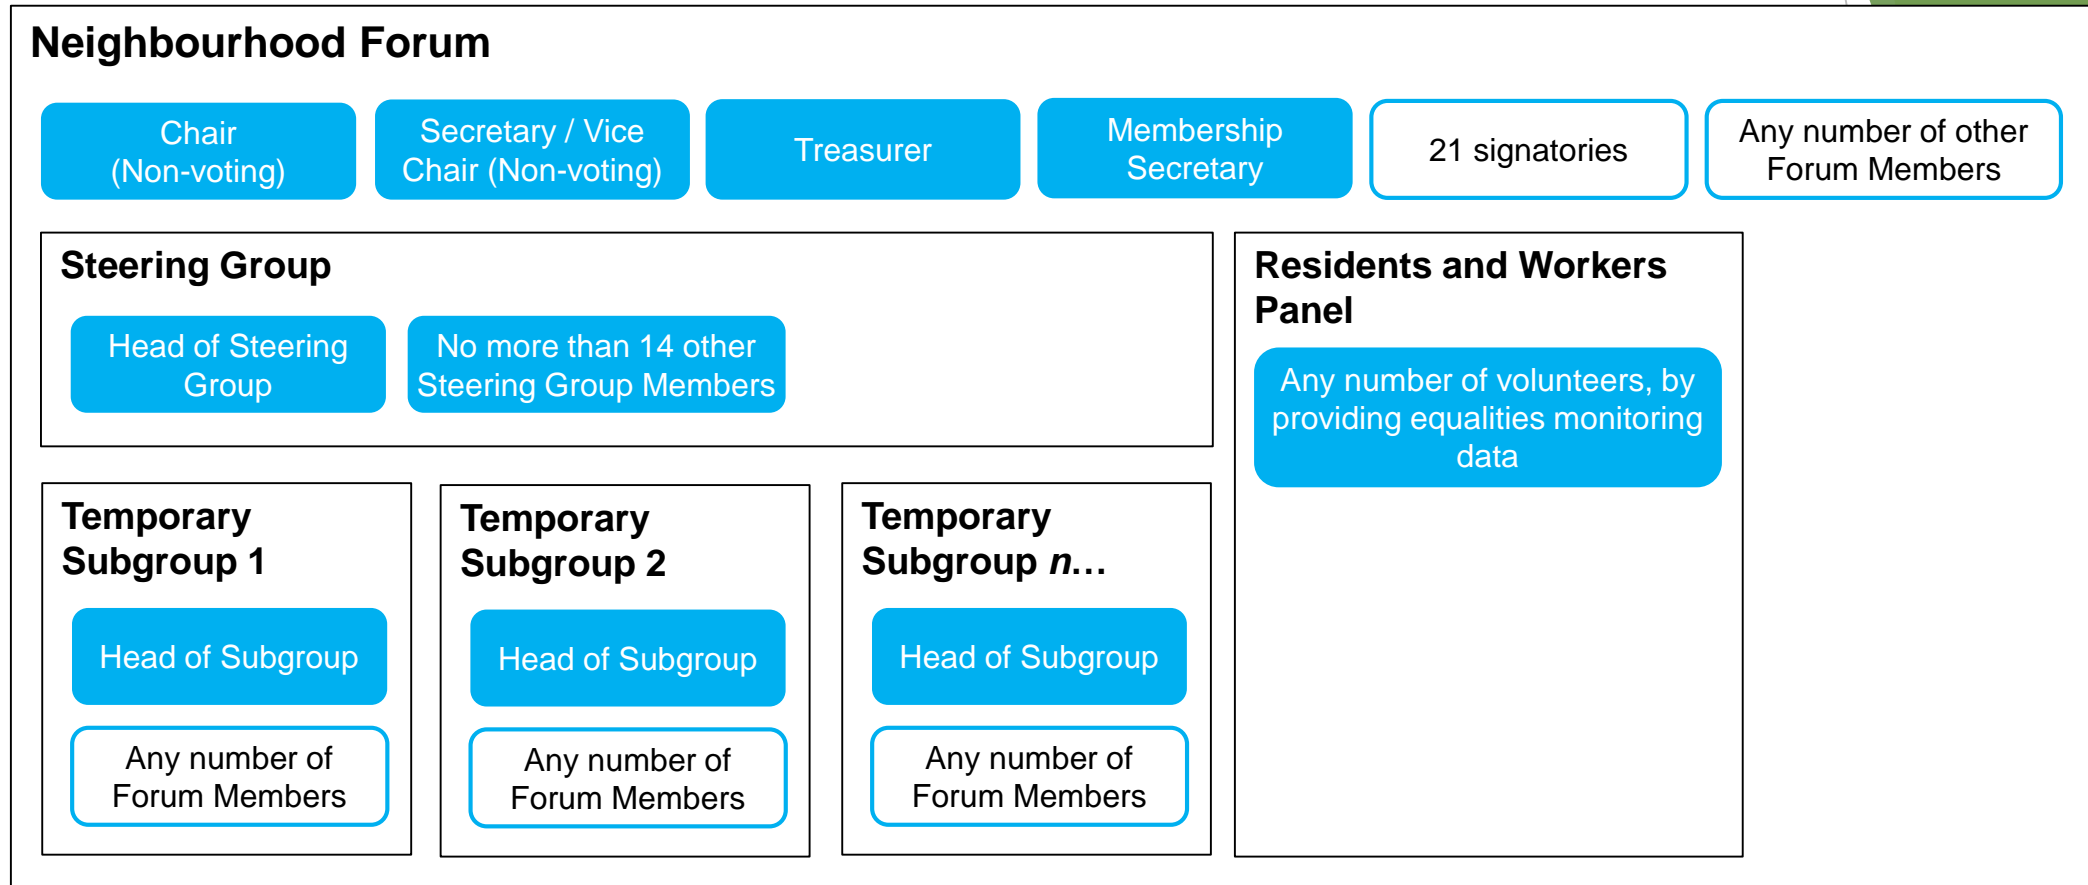 Neighbourhood Forum
Chair
(Non-voting)
Secretary / Vice
Chair (Non-voting)
Treasurer
Membership
Secretary
21 signatories
Any number of other
Forum Members
Steering Group
Head of Steering
Group
No more than 14 other
Steering Group Members
Residents and Workers
Panel
Any number of volunteers, by
providing equalities monitoring
data
Temporary
Subgroup 1
Head of Subgroup
Any number of
Forum Members
Temporary
Subgroup 2
Head of Subgroup
Any number of
Forum Members
Temporary
Subgroup n…
Head of Subgroup
Any number of
Forum Members